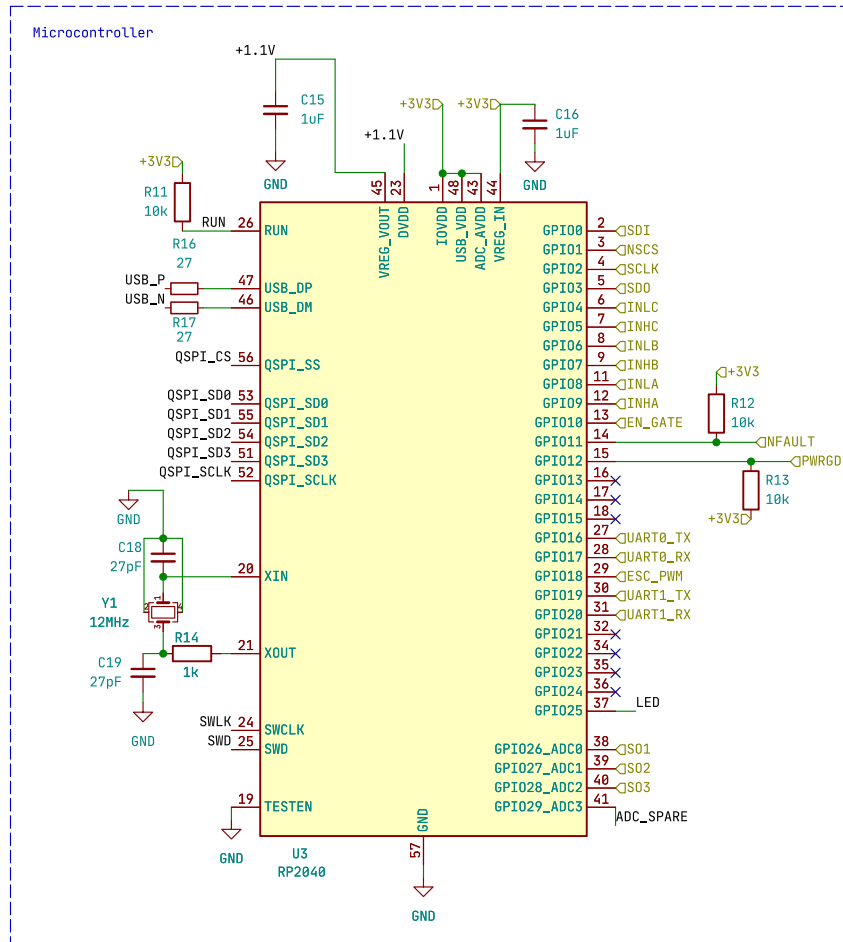 Microcontroller
+1.1V
C15
1uF
GND
+3V3
+3V3
C16
1uF
GND
+1.1V
+3V3
R11
10k
RUN
26
RUN
R16
27
USB_P
47
USB_DP
USB_N
46
USB_DM
R17
27
QSPI_CS
56
QSPI_SS
QSPI_SD0
53
QSPI_SD0
QSPI_SD1
55
QSPI_SD1
QSPI_SD2
54
QSPI_SD2
QSPI_SD3
51
QSPI_SD3
QSPI_SCLK
52
QSPI_SCLK
GND
C18
27pF
20
XIN
Y1
12MHz
1
2
4
3
R14
1k
21
XOUT
C19
27pF
GND
SWLK
24
SWCLK
SWD
25
SWD
19
TESTEN
GND
45
VREG_VOUT
23
DVDD
1
IOVDD
48
USB_VDD
43
ADC_AVDD
44
VREG_IN
GPIO0
2
SDI
GPIO1
3
NSCS
GPIO2
4
SCLK
GPIO3
5
SDO
GPIO4
6
INLC
GPIO5
7
INHC
GPIO6
8
INLB
GPIO7
9
INHB
GPIO8
11
INLA
GPIO9
12
INHA
GPIO10
13
EN_GATE
GPIO11
14
NFAULT
+3V3
R12
10k
GPIO12
15
PWRGD
R13
10k
+3V3
GPIO13
16
GPIO14
17
GPIO15
18
GPIO16
27
UART0_TX
GPIO17
28
UART0_RX
GPIO18
29
ESC_PWM
GPIO19
30
UART1_TX
GPIO20
31
UART1_RX
GPIO21
32
GPIO22
34
GPIO23
35
GPIO24
36
GPIO25
37
LED
GPIO26_ADC0
38
SO1
GPIO27_ADC1
39
SO2
GPIO28_ADC2
40
SO3
GPIO29_ADC3
41
ADC_SPARE
GND
57
GND
U3
RP2040